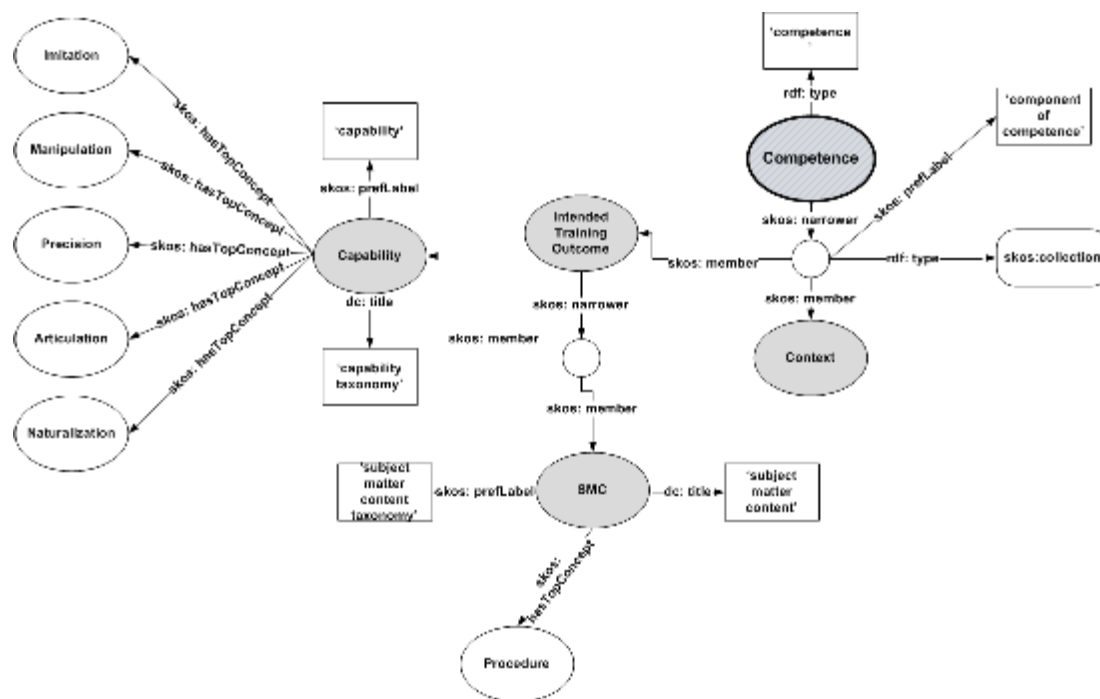 Imitation
Manipulation
Precision
Articulation
Naturalization
skos: hasTopConcept
skos: hasTopConcept
skos: hasTopConcept
skos: hasTopConcept
skos: hasTopConcept
'capability'
skos: prefLabel
Capability
dc: title
'capability
taxonomy'
'competence
'
rdf: type
Competence
skos: narrower
skos: prefLabel
'component
of
competence'
rdf: type
skos:collection
skos: member
Context
skos: member
Intended
Training
Outcome
skos: narrower
skos: member
skos: member
SMC
skos: prefLabel
'subject
matter
content
taxonomy'
dc: title
'subject
matter
content'
skos:
hasTopConcept
Procedure